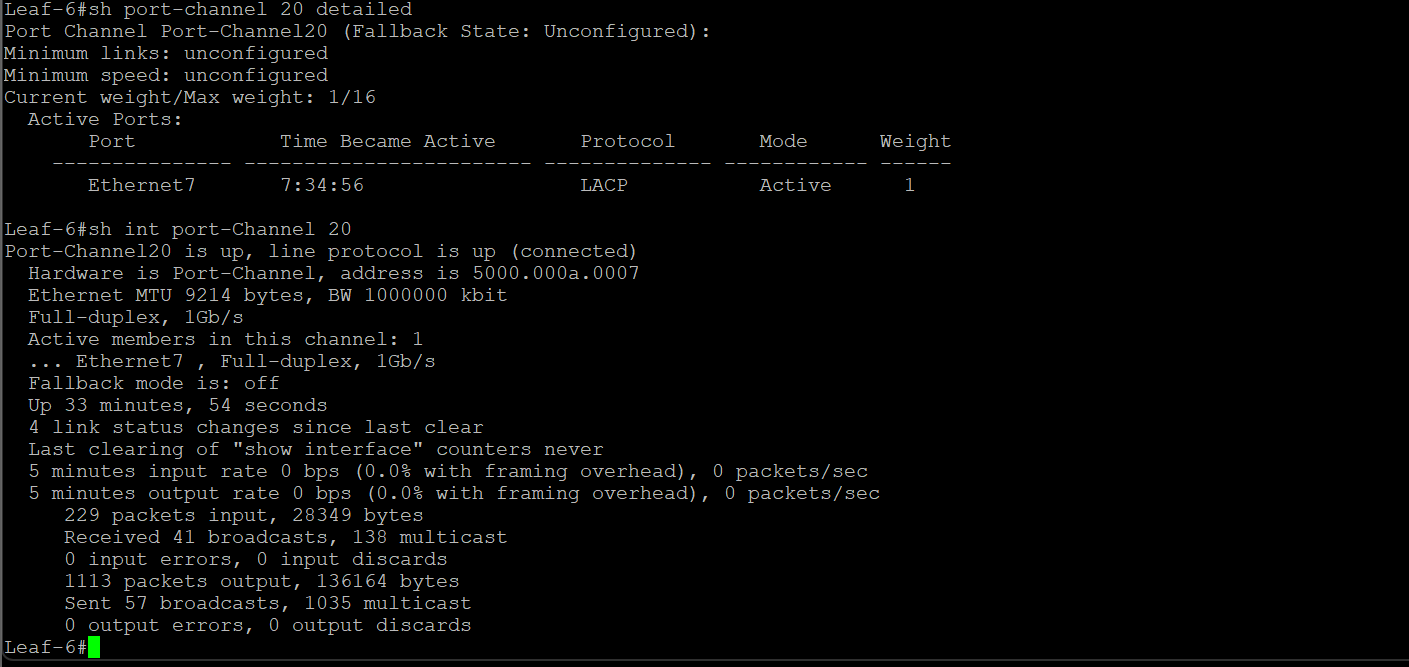 Leaf-6#sh port-channel 20 detailed
Port Channel Port-Channel20 (Fallback State: Unconfigured):
Minimum links: unconfigured
Minimum speed: unconfigured
Current weight/Max weight: 1/16
  Active Ports:
       Port            Time Became Active       Protocol       Mode      Weight
    --------------- ------------------------ -------------- ------------ ------
       Ethernet7       7:34:56                  LACP           Active      1

Leaf-6#sh int port-Channel 20
Port-Channel20 is up, line protocol is up (connected)
  Hardware is Port-Channel, address is 5000.000a.0007
  Ethernet MTU 9214 bytes, BW 1000000 kbit
  Full-duplex, 1Gb/s
  Active members in this channel: 1
  ... Ethernet7 , Full-duplex, 1Gb/s
  Fallback mode is: off
  Up 33 minutes, 54 seconds
  4 link status changes since last clear
  Last clearing of "show interface" counters never
  5 minutes input rate 0 bps (0.0% with framing overhead), 0 packets/sec
  5 minutes output rate 0 bps (0.0% with framing overhead), 0 packets/sec
     229 packets input, 28349 bytes
     Received 41 broadcasts, 138 multicast
     0 input errors, 0 input discards
     1113 packets output, 136164 bytes
     Sent 57 broadcasts, 1035 multicast
     0 output errors, 0 output discards
Leaf-6#